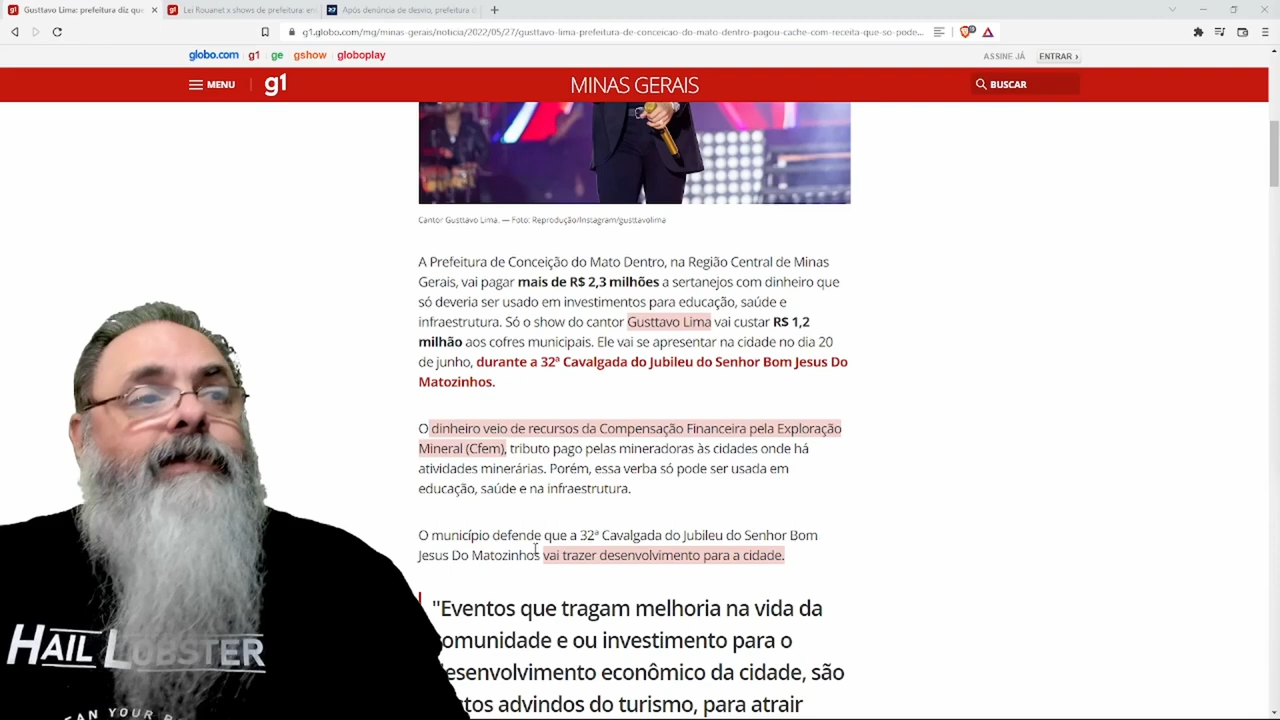 Gusttavo Lima: prefeitura diz que
Lei Rouanet x shows de prefeitura: en
Após denúncia de desvio, prefeitura d
g1.globo.com/mg/minas-gerais/noticia/2022/05/27/gusttavo-lima-prefeitura-de-conceicao-do-mato-dentro-pagou-cache-com-receita-que-so-pode...
globo.com g1 ge gshow globoplay
ASSINE JÁ ENTRAR ›
MENU g1 MINAS GERAIS BUSCAR
Cantor Gusttavo Lima. — Foto: Reprodução/Instagram/gusttavolima
A Prefeitura de Conceição do Mato Dentro, na Região Central de Minas
Gerais, vai pagar mais de R$ 2,3 milhões a sertanejos com dinheiro que
só deveria ser usado em investimentos para educação, saúde e
infraestrutura. Só o show do cantor Gusttavo Lima vai custar R$ 1,2
milhão aos cofres municipais. Ele vai se apresentar na cidade no dia 20
de junho, durante a 32ª Cavalgada do Jubileu do Senhor Bom Jesus Do
Matozinhos.
O dinheiro veio de recursos da Compensação Financeira pela Exploração
Mineral (Cfem), tributo pago pelas mineradoras às cidades onde há
atividades minerárias. Porém, essa verba só pode ser usada em
educação, saúde e na infraestrutura.
O município defende que a 32ª Cavalgada do Jubileu do Senhor Bom
Jesus Do Matozinhos vai trazer desenvolvimento para a cidade.
"Eventos que tragam melhoria na vida da
comunidade e ou investimento para o
desenvolvimento econômico da cidade, são
advindos do turismo, para atrair
HAIL LOBSTER